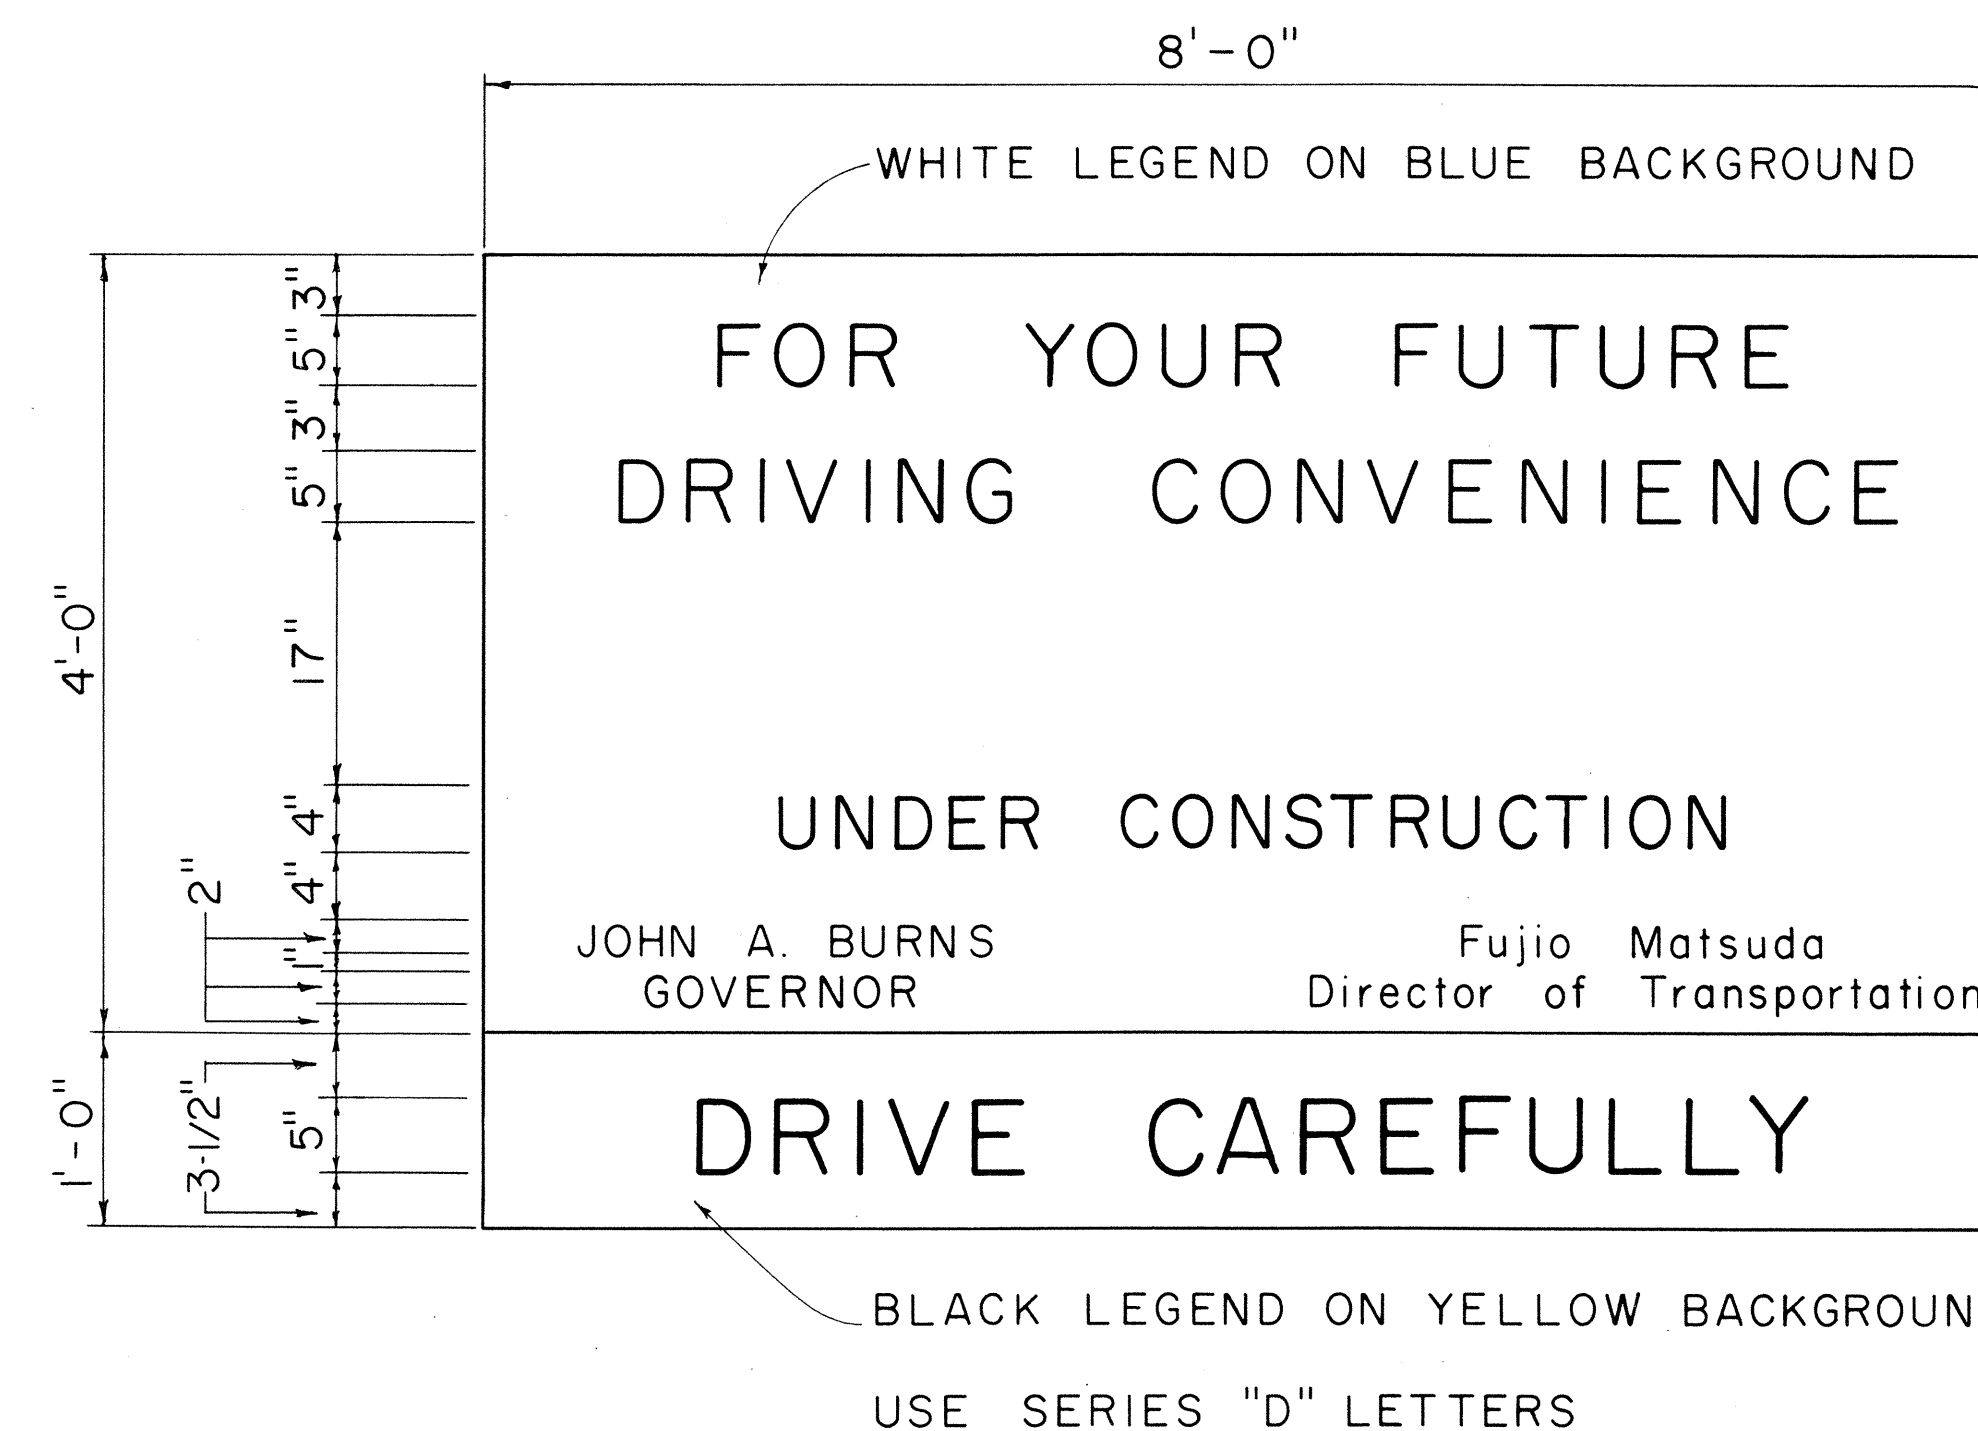 8'-0"
WHITE LEGEND ON BLUE BACKGROUND
3"
5"
3"
5"
17"
4"
4"
2"
1"
4'-0"
FOR YOUR FUTURE
DRIVING CONVENIENCE
UNDER CONSTRUCTION
JOHN A. BURNS
GOVERNOR
Fujio Matsuda
Director of Transportation
1'-0"
3-1/2"
5"
DRIVE CAREFULLY
BLACK LEGEND ON YELLOW BACKGROUN
USE SERIES "D" LETTERS